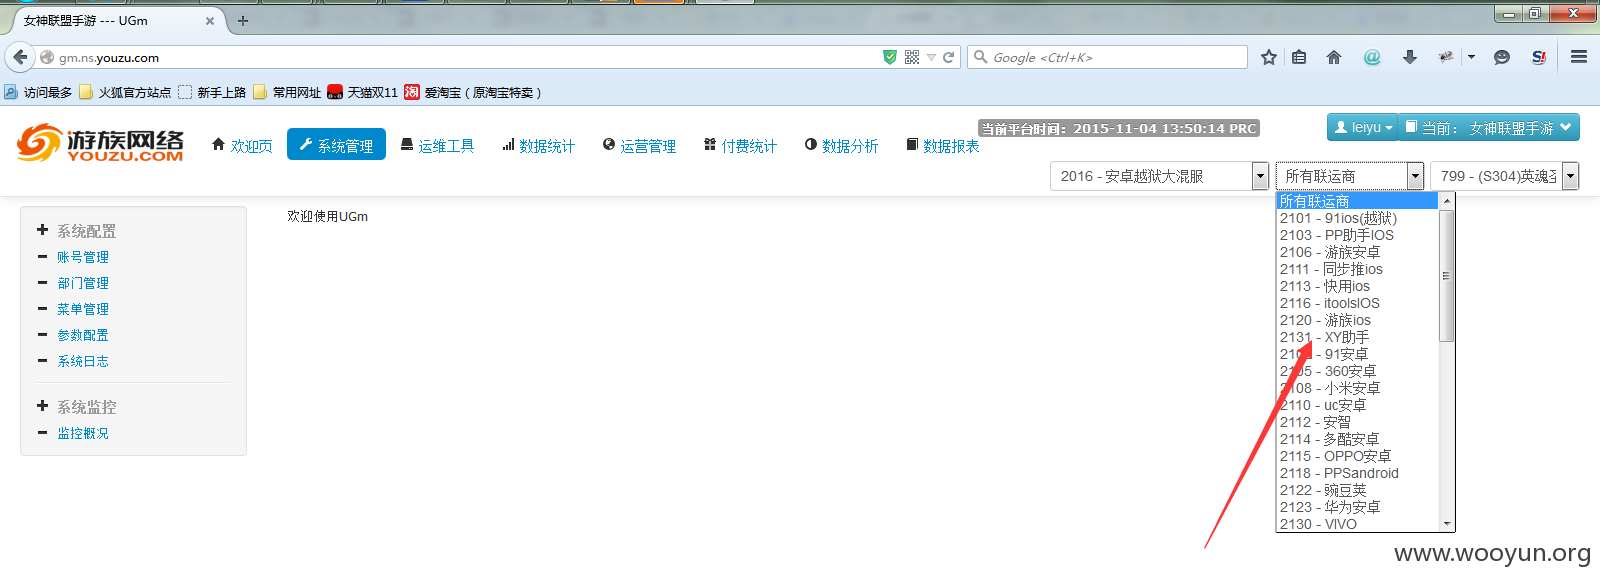 女神联盟手游 --- UGm
gm.ns.youzu.com
Google <Ctrl+K>
访问最多 火狐官方站点 新手上路 常用网址 天猫双11 爱淘宝（原淘宝特卖）
游族网络
YOUZU.COM
欢迎页 系统管理 运维工具 数据统计 运营管理 付费统计 数据分析 数据报表
当前平台时间：2015-11-04 13:50:14 PRC
leiyu 当前： 女神联盟手游
2016 - 安卓越狱大混服 所有联运商 799 - (S304)英魂圣
系统配置
账号管理
部门管理
菜单管理
参数配置
系统日志
系统监控
监控概况
欢迎使用UGm
所有联运商
2101 - 91ios(越狱)
2103 - PP助手IOS
2106 - 游族安卓
2111 - 同步推ios
2113 - 快用ios
2116 - itoolsIOS
2120 - 游族ios
2131 - XY助手
91安卓
2105 - 360安卓
2108 - 小米安卓
2110 - uc安卓
2112 - 安智
2114 - 多酷安卓
2115 - OPPO安卓
2118 - PPSandroid
2122 - 豌豆荚
2123 - 华为安卓
2130 - VIVO
www.wooyun.org